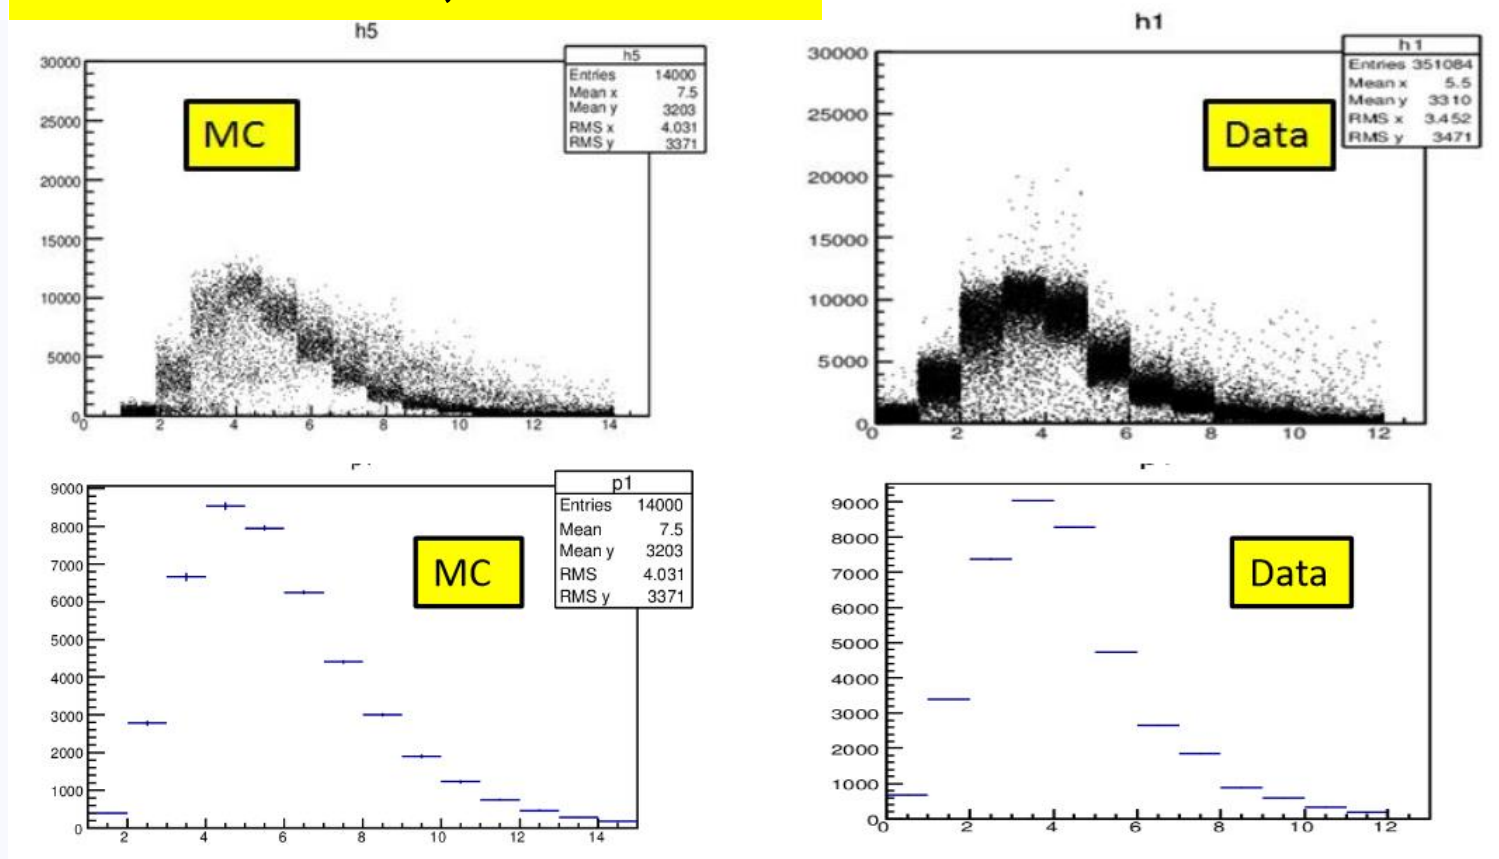 h5
h5
Entries 14000
Mean x 7.5
Mean y 3203
RMS x 4.031
RMS y 3371
MC
30000
25000
20000
15000
10000
5000
0
0 2 4 6 8 10 12 14
h1
h1
Entries 351084
Mean x 5.5
Mean y 3310
RMS x 3.452
RMS y 3471
Data
30000
25000
20000
15000
10000
5000
0
0 2 4 6 8 10 12
p1
Entries 14000
Mean 7.5
Mean y 3203
RMS 4.031
RMS y 3371
MC
9000
8000
7000
6000
5000
4000
3000
2000
1000
0
2 4 6 8 10 12 14
Data
9000
8000
7000
6000
5000
4000
3000
2000
1000
0
0 2 4 6 8 10 12